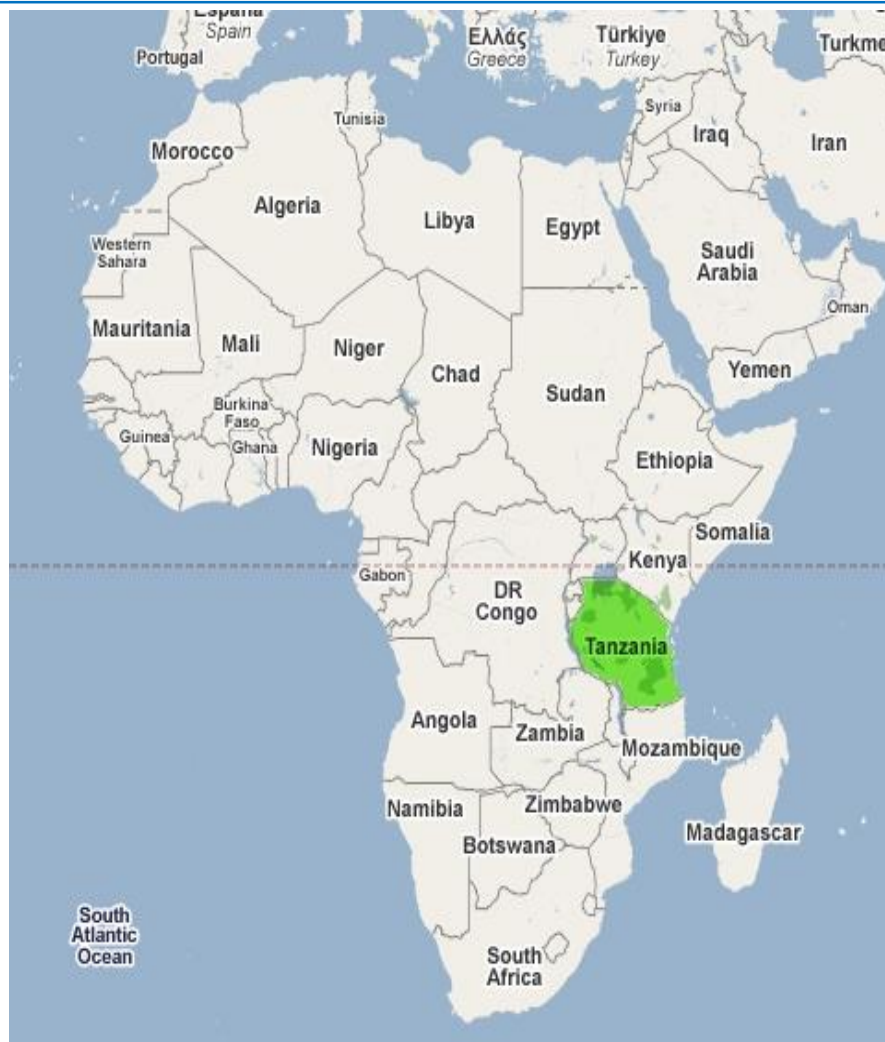 España
Spain
Portugal
Ελλάς
Greece
Türkiye
Turkey
Syria
Iraq
Iran
Tunisia
Morocco
Algeria
Libya
Egypt
Saudi
Arabia
Western
Sahara
Oman
Mauritania
Mali
Niger
Chad
Sudan
Yemen
Burkina
Faso
Guinea
Ghana
Nigeria
Ethiopia
Somalia
Kenya
Gabon
DR
Congo
Tanzania
Angola
Zambia
Mozambique
Namibia
Zimbabwe
Botswana
Madagascar
South
Atlantic
Ocean
South
Africa